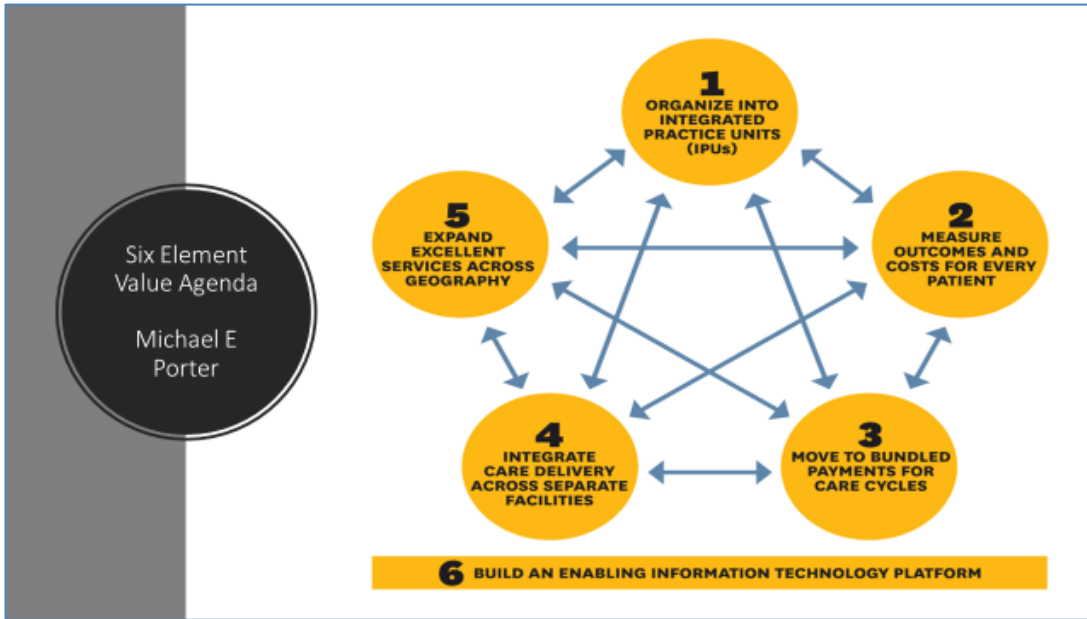 Six Element
Value Agenda
Michael E
Porter
1
ORGANIZE INTO
INTEGRATED
PRACTICE UNITS
(IPUs)
2
MEASURE
OUTCOMES AND
COSTS FOR EVERY
PATIENT
3
MOVE TO BUNDLED
PAYMENTS FOR
CARE CYCLES
4
INTEGRATE
CARE DELIVERY
ACROSS SEPARATE
FACILITIES
5
EXPAND
EXCELLENT
SERVICES ACROSS
GEOGRAPHY
6 BUILD AN ENABLING INFORMATION TECHNOLOGY PLATFORM